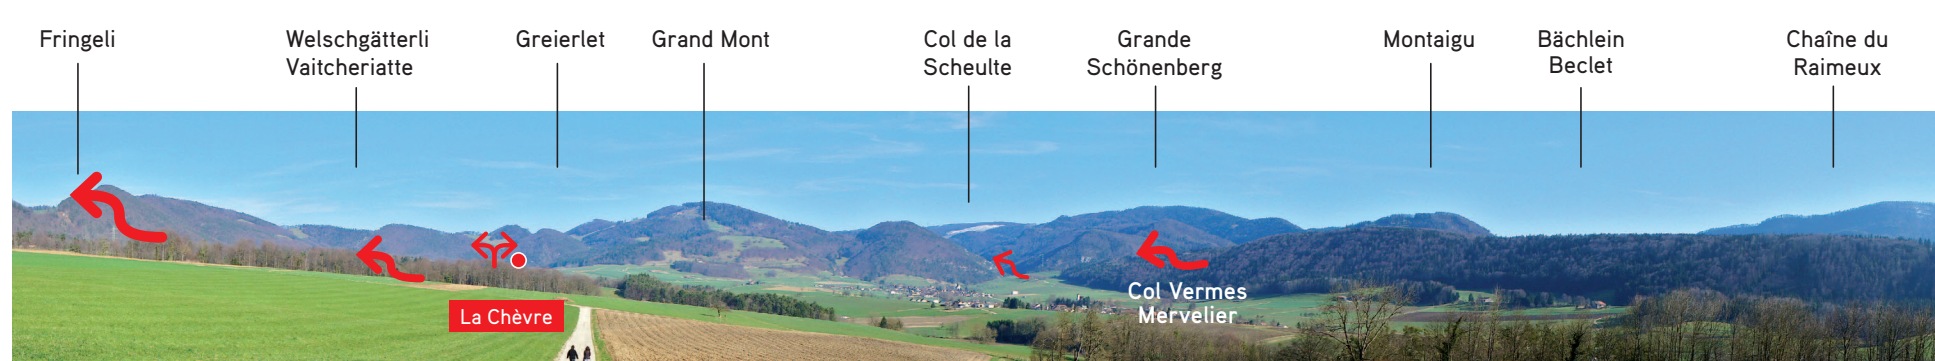 Fringeli
Welschgätterli
Vaitcheriatte
Greierlet
Grand Mont
Col de la
Scheulte
Grande
Schönenberg
Montaigu
Bächlein
Beclet
Chaîne du
Raimeux
La Chèvre
Col Vermes
Mervelier